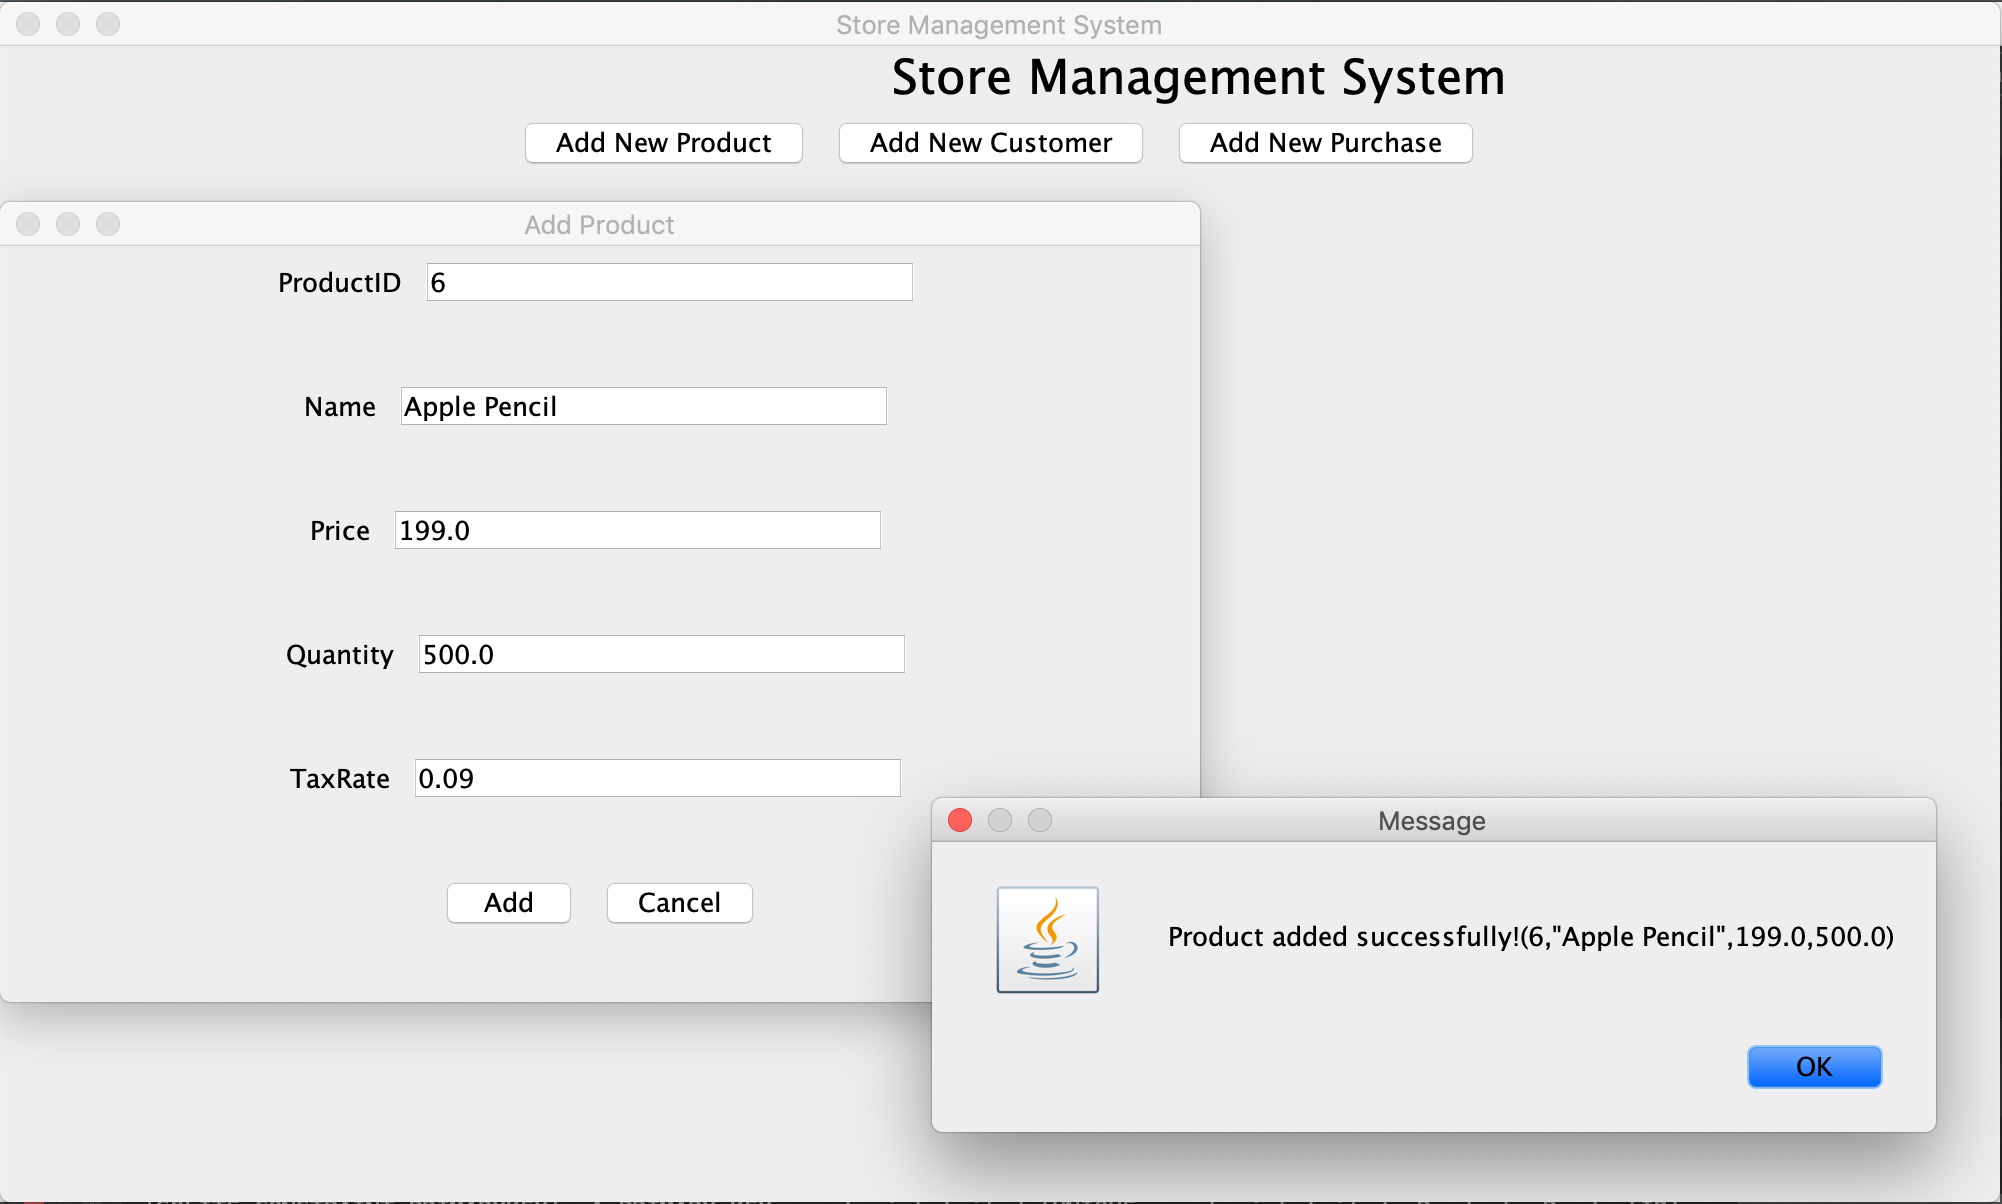 Store Management System
Store Management System
Add New Product
Add New Customer
Add New Purchase
Add Product
ProductID
6
Name
Apple Pencil
Price
199.0
Quantity
500.0
TaxRate
0.09
Add
Cancel
Message
Product added successfully!(6,"Apple Pencil",199.0,500.0)
OK